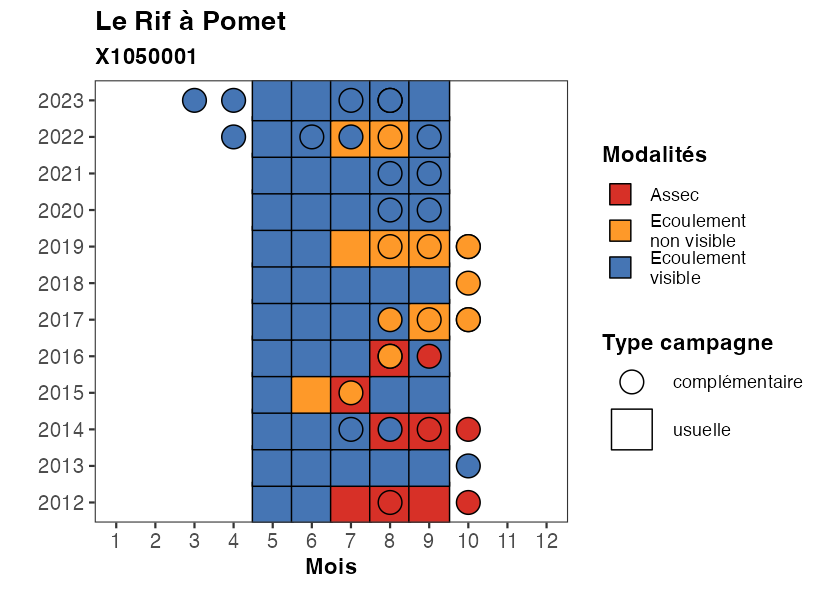 Le Rif à Pomet
X1050001
2023
2022
2021
2020
2019
2018
2017
2016
2015
2014
2013
2012
1 2 3 4 5 6 7 8 9 10 11 12
Mois
Modalités
Assec
Ecoulement
non visible
Ecoulement
visible
Type campagne
complémentaire
usuelle